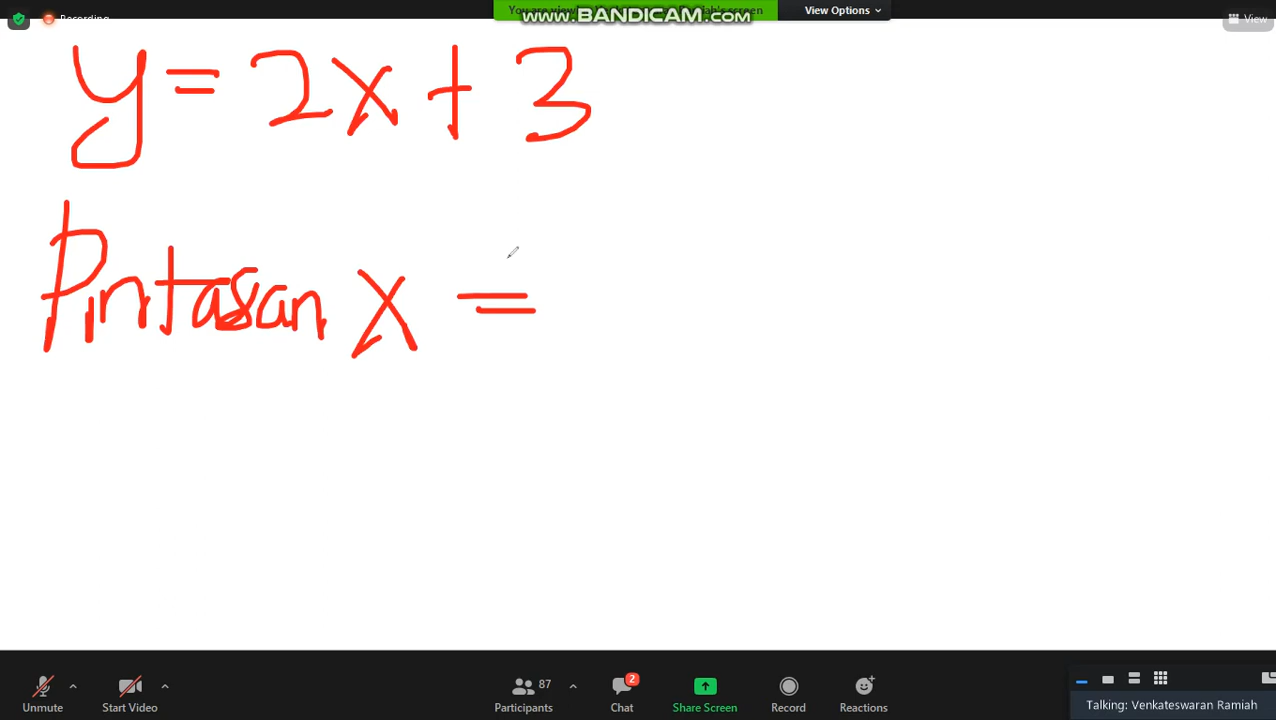 Recording
WWW.BANDICAM.COM
View Options
View
y = 2x + 3
Pintasan x =
Unmute
Start Video
87
Participants
2
Chat
Share Screen
Record
Reactions
Talking: Venkateswaran Ramiah